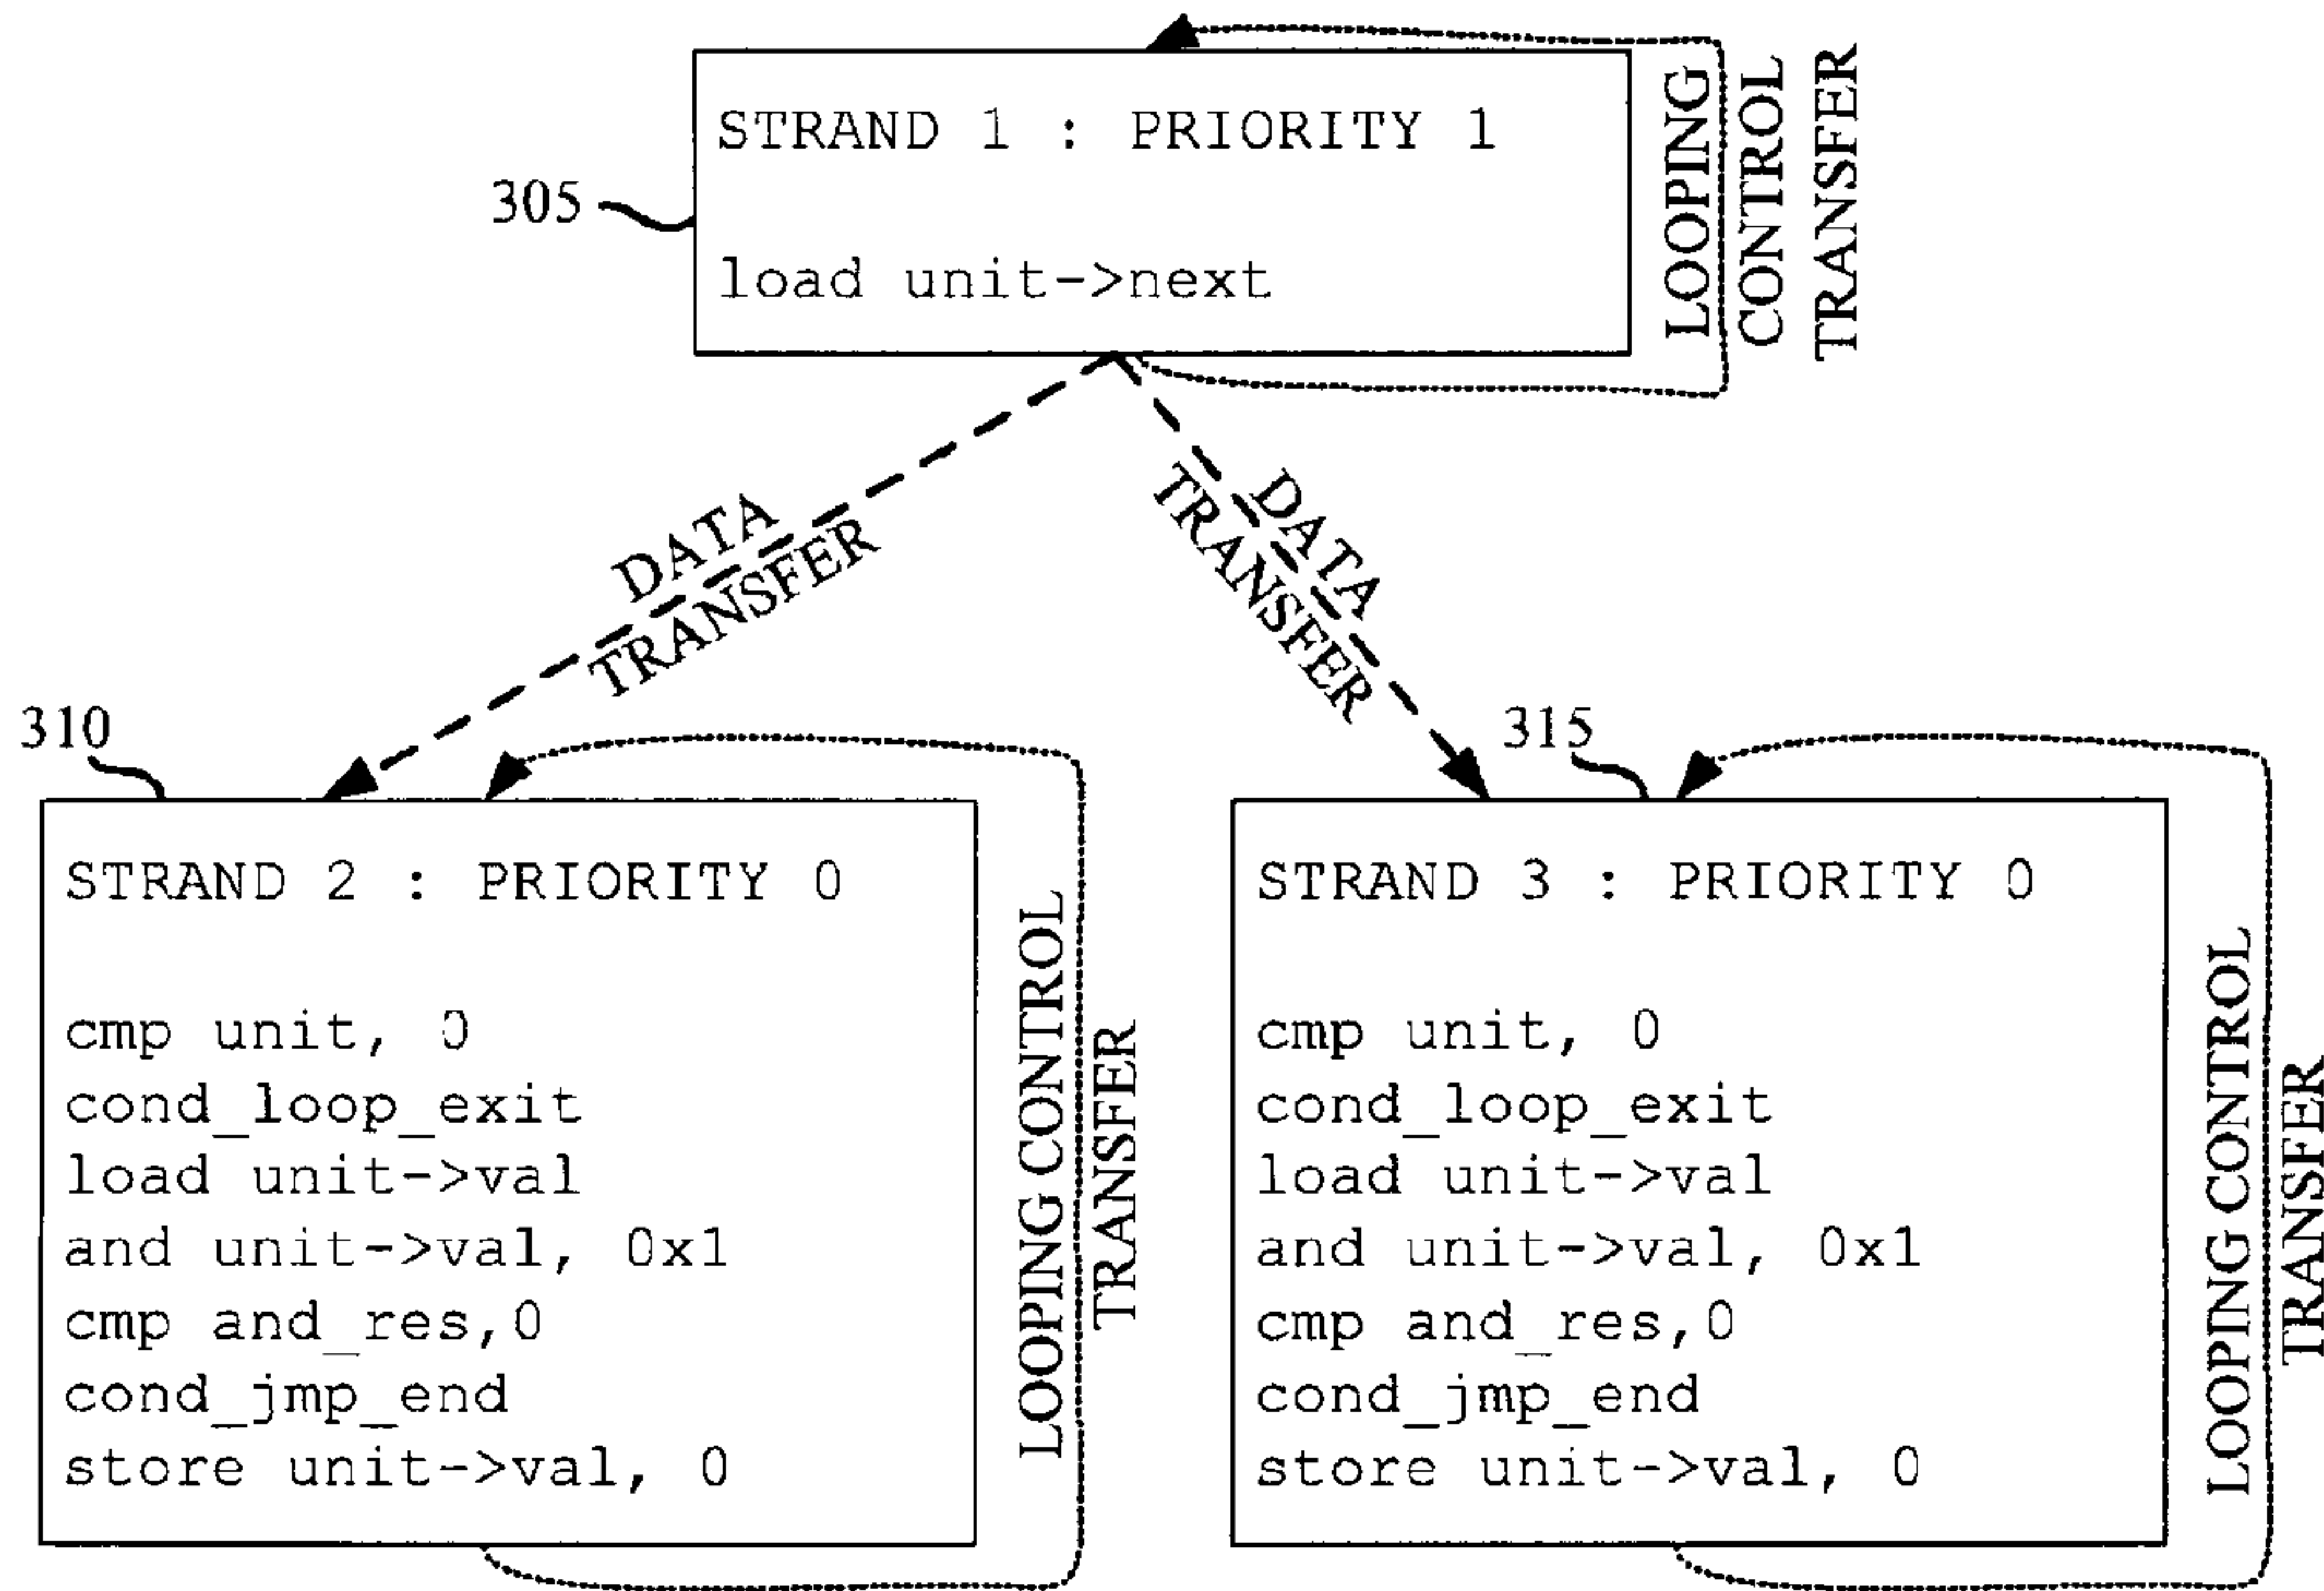 STRAND 1 : PRIORITY 1
305
load unit->next
LOOPING
CONTROL
TRANSFER
DATA
TRANSFER
DATA
TRANSFER
310
STRAND 2 : PRIORITY 0
cmp unit, 0
cond_loop_exit
load unit->val
and unit->val, 0x1
cmp and_res,0
cond_jmp_end
store unit->val, 0
LOOPING CONTROL
TRANSFER
315
STRAND 3 : PRIORITY 0
cmp unit, 0
cond_loop_exit
load unit->val
and unit->val, 0x1
cmp and_res,0
cond_jmp_end
store unit->val, 0
LOOPING CONTROL
TRANSFER